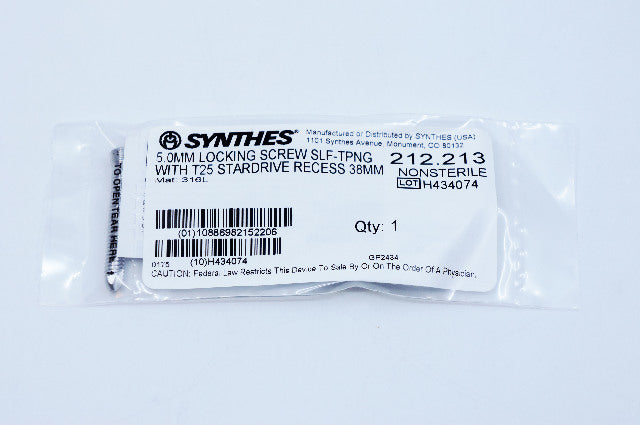 SYNTHES®
Manufactured or Distributed by SYNTHES (USA)
1101 Synthes Avenue, Monument, CO 80132
5.0MM LOCKING SCREW SLF-TPNG
WITH T25 STARDRIVE RECESS 38MM
Mat: 316L
212.213
NONSTERILE
LOT H434074
(01)10886982152206
Qty: 1
(10)H434074
0175
GP2434
CAUTION: Federal Law Restricts This Device To Sale By Or On The Order Of A Physician.
TO OPEN TEAR HERE